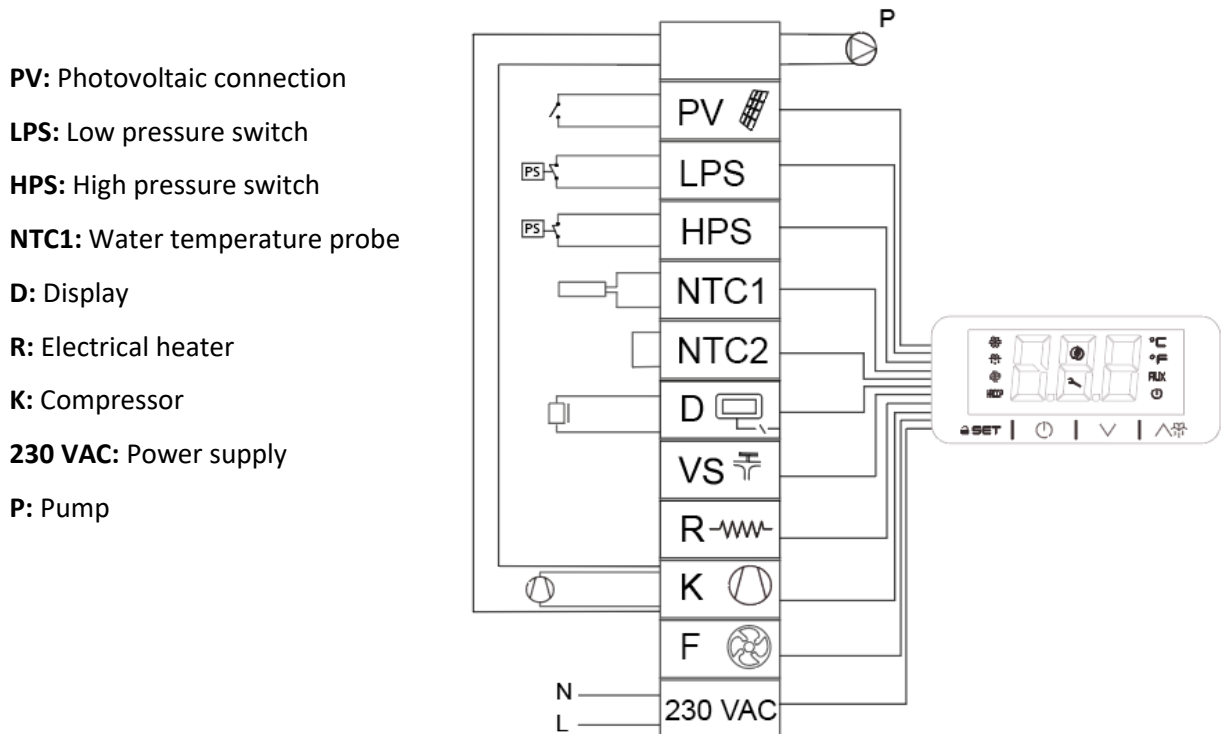 PV: Photovoltaic connection
LPS: Low pressure switch
HPS: High pressure switch
NTC1: Water temperature probe
D: Display
R: Electrical heater
K: Compressor
230 VAC: Power supply
P: Pump
P
PV
PS LPS
PS HPS
NTC1
NTC2
D
VS
R
K
F
N
L
230 VAC
°C
°F
AUX
HACCP
SET